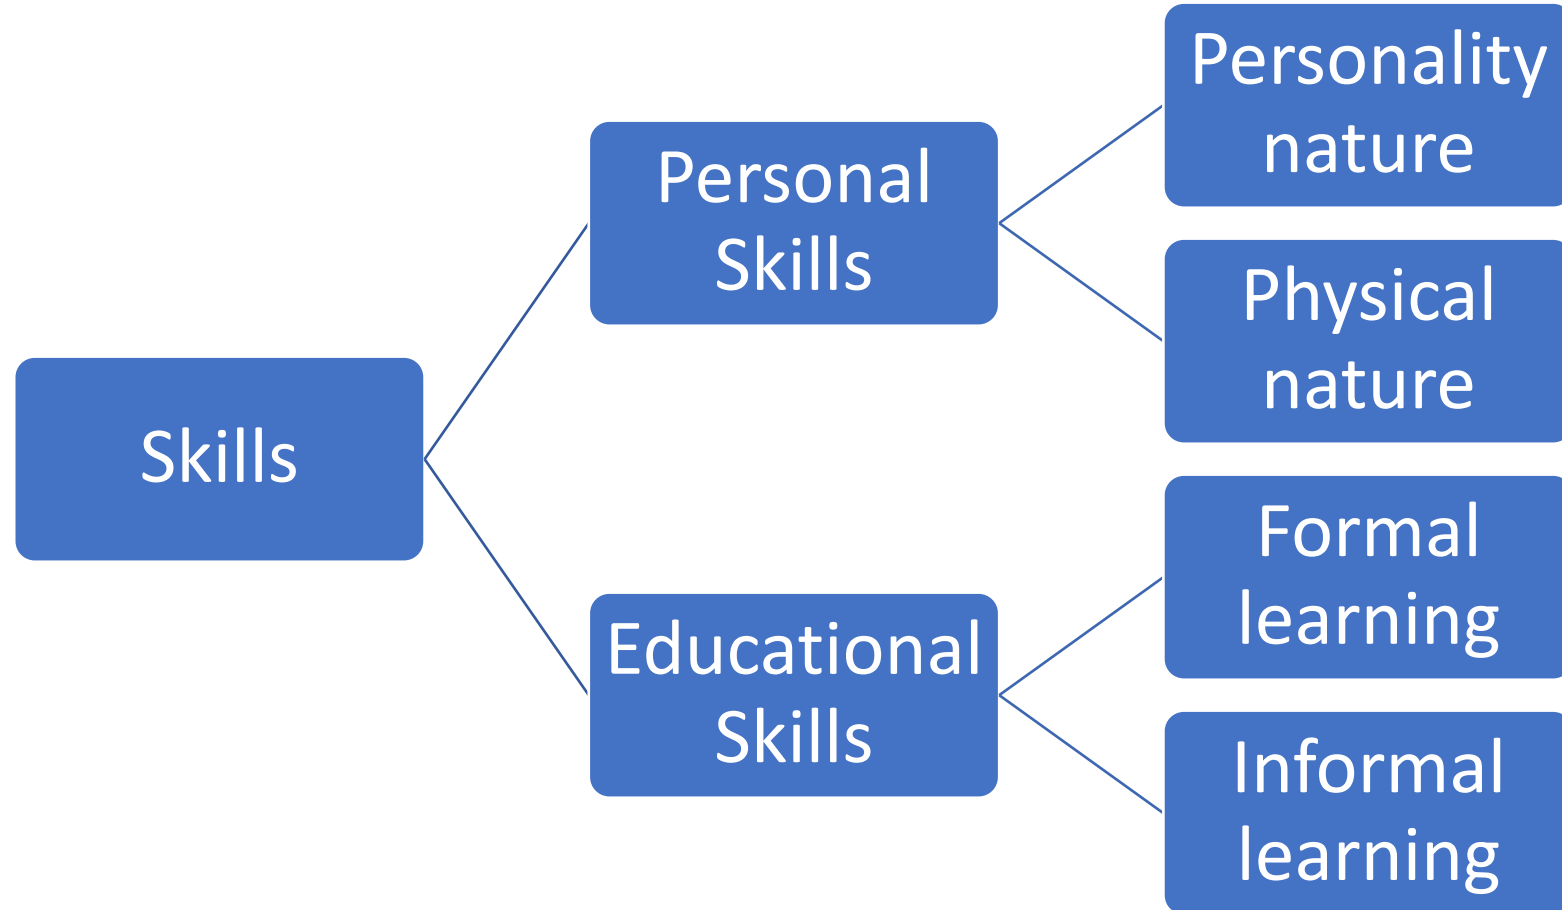 Skills
Personal
Skills
Personality
nature
Physical
nature
Educational
Skills
Formal
learning
Informal
learning